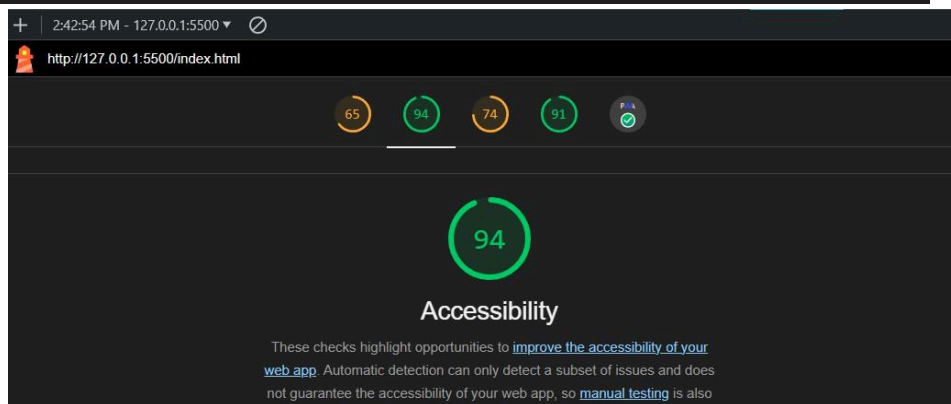 2:42:54 PM - 127.0.0.1:5500
http://127.0.0.1:5500/index.html
65 94 74 91 PWA
94
Accessibility
These checks highlight opportunities to improve the accessibility of your
web app. Automatic detection can only detect a subset of issues and does
not guarantee the accessibility of your web app, so manual testing is also